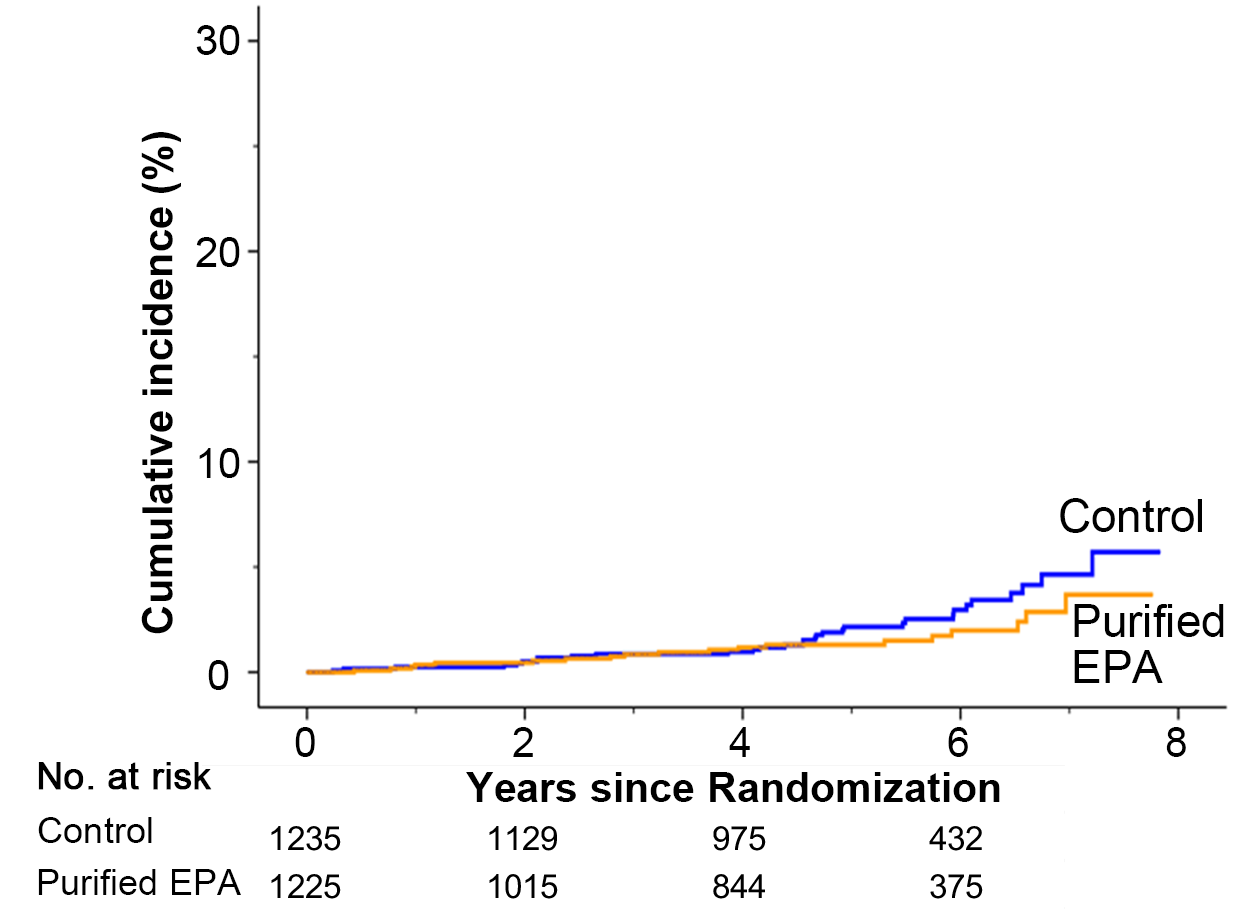 30
20
10
0
Cumulative incidence (%)
Control
Purified
EPA
0 2 4 6 8
Years since Randomization
No. at risk
Control 1235 1129 975 432
Purified EPA 1225 1015 844 375